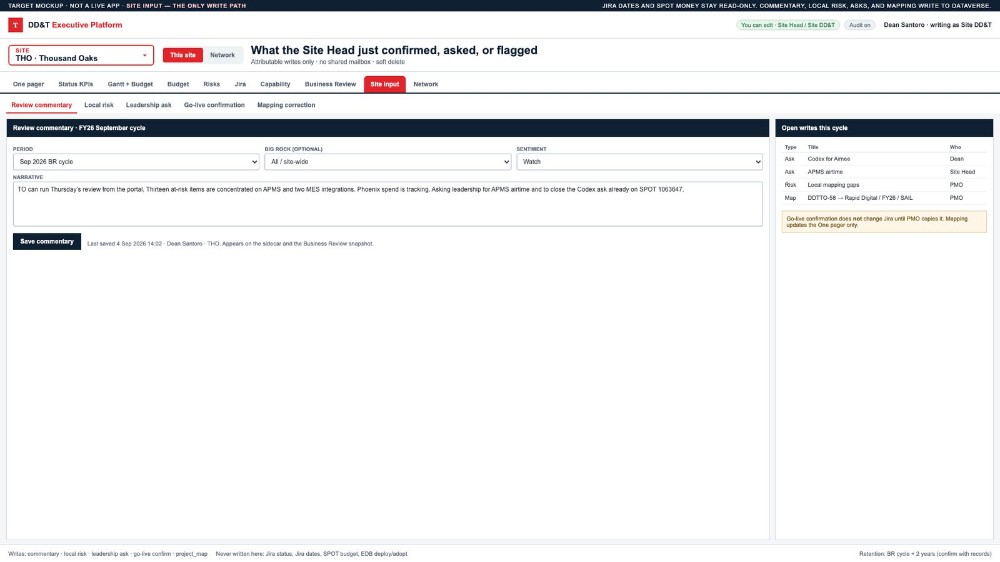 TARGET MOCKUP · NOT A LIVE APP · SITE INPUT — THE ONLY WRITE PATH
JIRA DATES AND SPOT MONEY STAY READ-ONLY. COMMENTARY, LOCAL RISK, ASKS, AND MAPPING WRITE TO DATAVERSE.
T
DD&T Executive Platform
You can edit · Site Head / Site DD&T
Audit on
Dean Santoro · writing as Site DD&T
SITE
THO · Thousand Oaks
This site
Network
What the Site Head just confirmed, asked, or flagged
Attributable writes only · no shared mailbox · soft delete
One pager
Status KPIs
Gantt + Budget
Budget
Risks
Jira
Capability
Business Review
Site input
Network
Review commentary
Local risk
Leadership ask
Go-live confirmation
Mapping correction
Review commentary · FY26 September cycle
PERIOD
BIG ROCK (OPTIONAL)
SENTIMENT
Sep 2026 BR cycle
All / site-wide
Watch
NARRATIVE
TO can run Thursday's review from the portal. Thirteen at-risk items are concentrated on APMS and two MES integrations. Phoenix spend is tracking. Asking leadership for APMS airtime and to close the Codex ask already on SPOT 1063647.
Save commentary
Last saved 4 Sep 2026 14:02 · Dean Santoro · THO. Appears on the sidecar and the Business Review snapshot.
Open writes this cycle
Type Title Who
Ask Codex for Aimee Dean
Ask APMS airtime Site Head
Risk Local mapping gaps PMO
Map DDTTO-58 → Rapid Digital / FY26 / SAIL PMO
Go-live confirmation does not change Jira until PMO copies it. Mapping
updates the One pager only.
Writes: commentary · local risk · leadership ask · go-live confirm · project_map
Never written here: Jira status, Jira dates, SPOT budget, EDB deploy/adopt
Retention: BR cycle + 2 years (confirm with records)